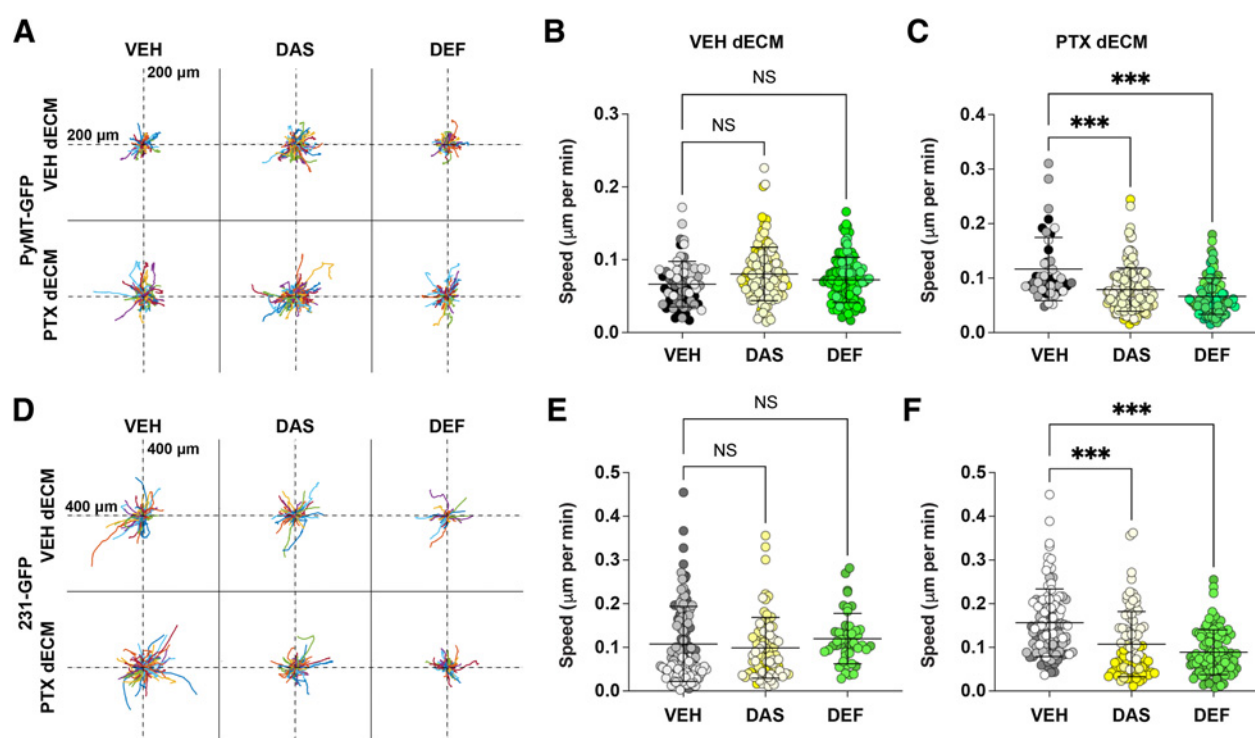 A
VEH
DAS
DEF
200 µm
200 µm
VEH dECM
PTX dECM
PyMT-GFP
B
VEH dECM
NS
NS
0.3
0.2
0.1
0.0
Speed (µm per min)
VEH
DAS
DEF
C
PTX dECM
***
***
0.4
0.3
0.2
0.1
0.0
Speed (µm per min)
VEH
DAS
DEF
D
VEH
DAS
DEF
400 µm
400 µm
VEH dECM
PTX dECM
231-GFP
E
NS
NS
0.5
0.4
0.3
0.2
0.1
0.0
Speed (µm per min)
VEH
DAS
DEF
F
***
***
0.5
0.4
0.3
0.2
0.1
0.0
Speed (µm per min)
VEH
DAS
DEF